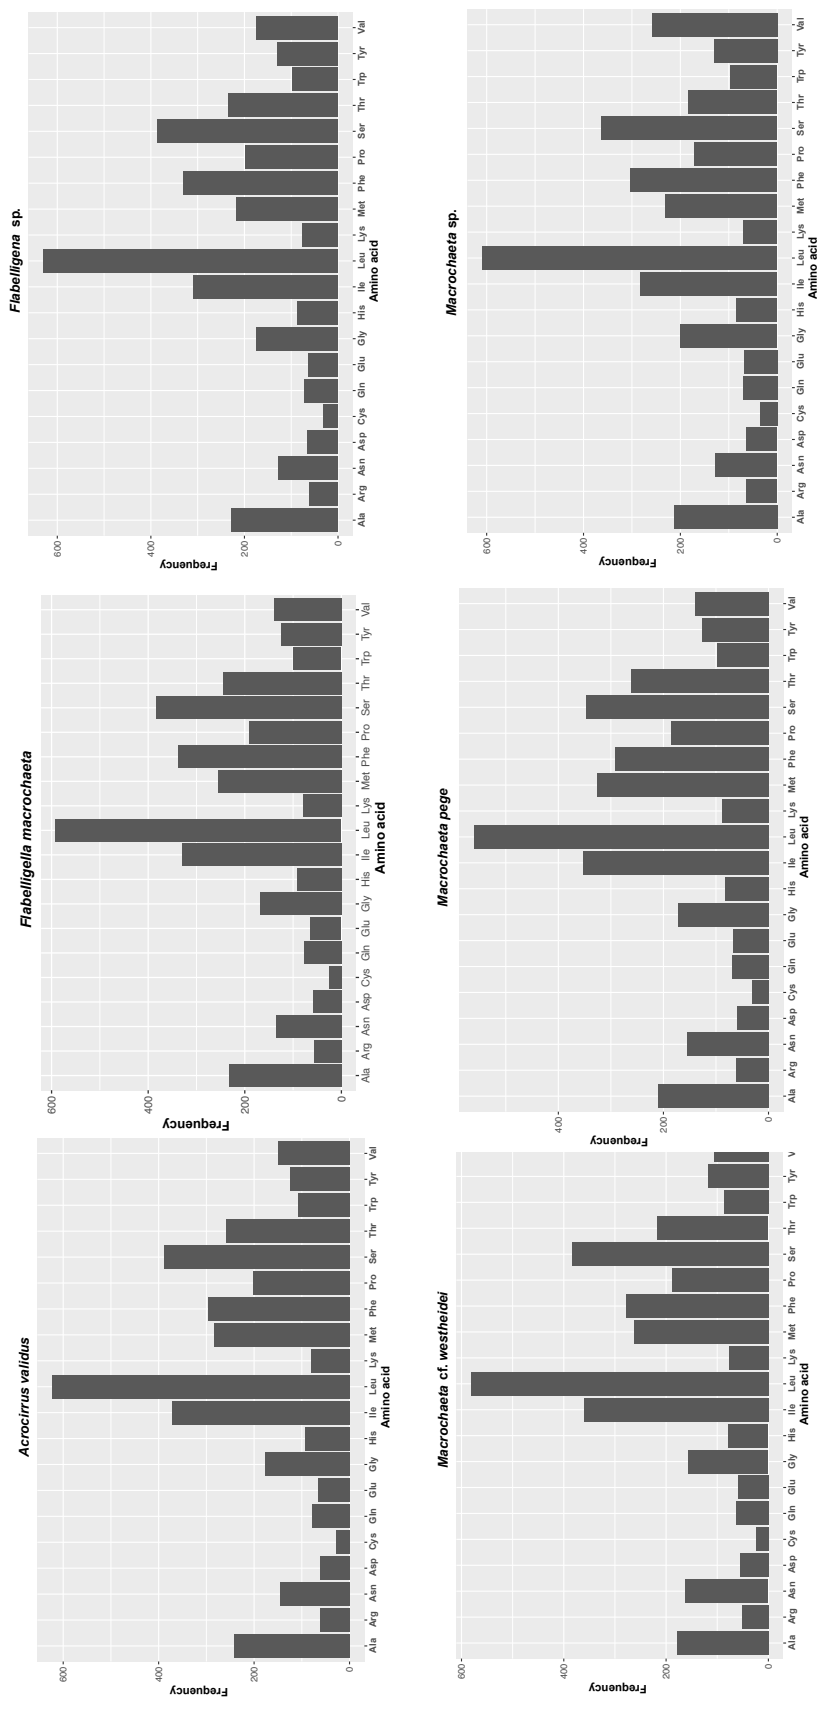 Acrocirrus validus
600
400
200
0
Frequency
Ala Arg Asn Asp Cys Gln Glu Gly His Ile Leu Lys Met Phe Pro Ser Thr Trp Tyr Val
Amino acid
Flabelligella macrochaeta
600
400
200
0
Frequency
Ala Arg Asn Asp Cys Gln Glu Gly His Ile Leu Lys Met Phe Pro Ser Thr Trp Tyr Val
Amino acid
Flabelligena sp.
600
400
200
0
Frequency
Ala Arg Asn Asp Cys Gln Glu Gly His Ile Leu Lys Met Phe Pro Ser Thr Trp Tyr Val
Amino acid
Macrochaeta cf. westheidei
600
400
200
0
Frequency
Ala Arg Asn Asp Cys Gln Glu Gly His Ile Leu Lys Met Phe Pro Ser Thr Trp Tyr V
Amino acid
Macrochaeta pege
400
200
0
Frequency
Ala Arg Asn Asp Cys Gln Glu Gly His Ile Leu Lys Met Phe Pro Ser Thr Trp Tyr Val
Amino acid
Macrochaeta sp.
600
400
200
0
Frequency
Ala Arg Asn Asp Cys Gln Glu Gly His Ile Leu Lys Met Phe Pro Ser Thr Trp Tyr Val
Amino acid